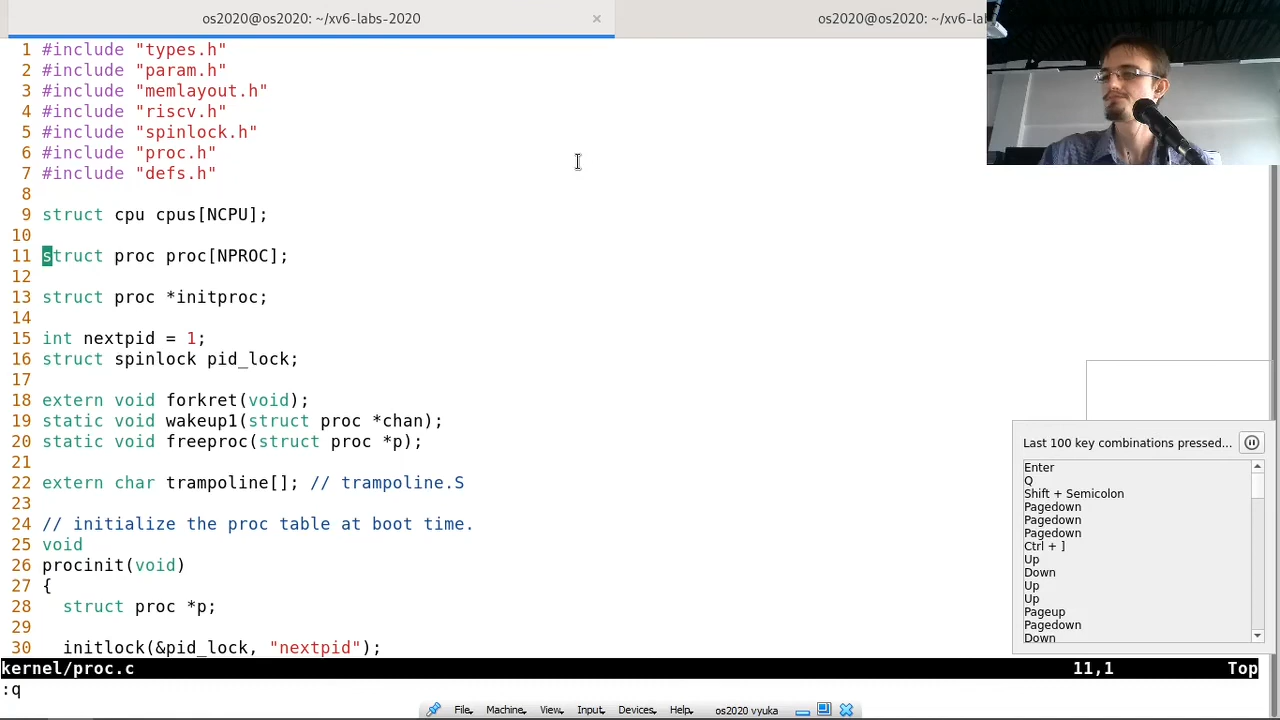 os2020@os2020: ~/xv6-labs-2020
×
os2020@os2020: ~/xv6-lab
1 #include "types.h"
2 #include "param.h"
3 #include "memlayout.h"
4 #include "riscv.h"
5 #include "spinlock.h"
6 #include "proc.h"
7 #include "defs.h"
8
9 struct cpu cpus[NCPU];
10
11 struct proc proc[NPROC];
12
13 struct proc *initproc;
14
15 int nextpid = 1;
16 struct spinlock pid_lock;
17
18 extern void forkret(void);
19 static void wakeup1(struct proc *chan);
20 static void freeproc(struct proc *p);
21
22 extern char trampoline[]; // trampoline.S
23
24 // initialize the proc table at boot time.
25 void
26 procinit(void)
27 {
28   struct proc *p;
29
30   initlock(&pid_lock, "nextpid");
kernel/proc.c 11,1 Top
:q
Last 100 key combinations pressed...
Enter
Q
Shift + Semicolon
Pagedown
Pagedown
Pagedown
Ctrl + ]
Up
Down
Up
Up
Pageup
Pagedown
Down
File Machine View Input Devices Help os2020 vyuka